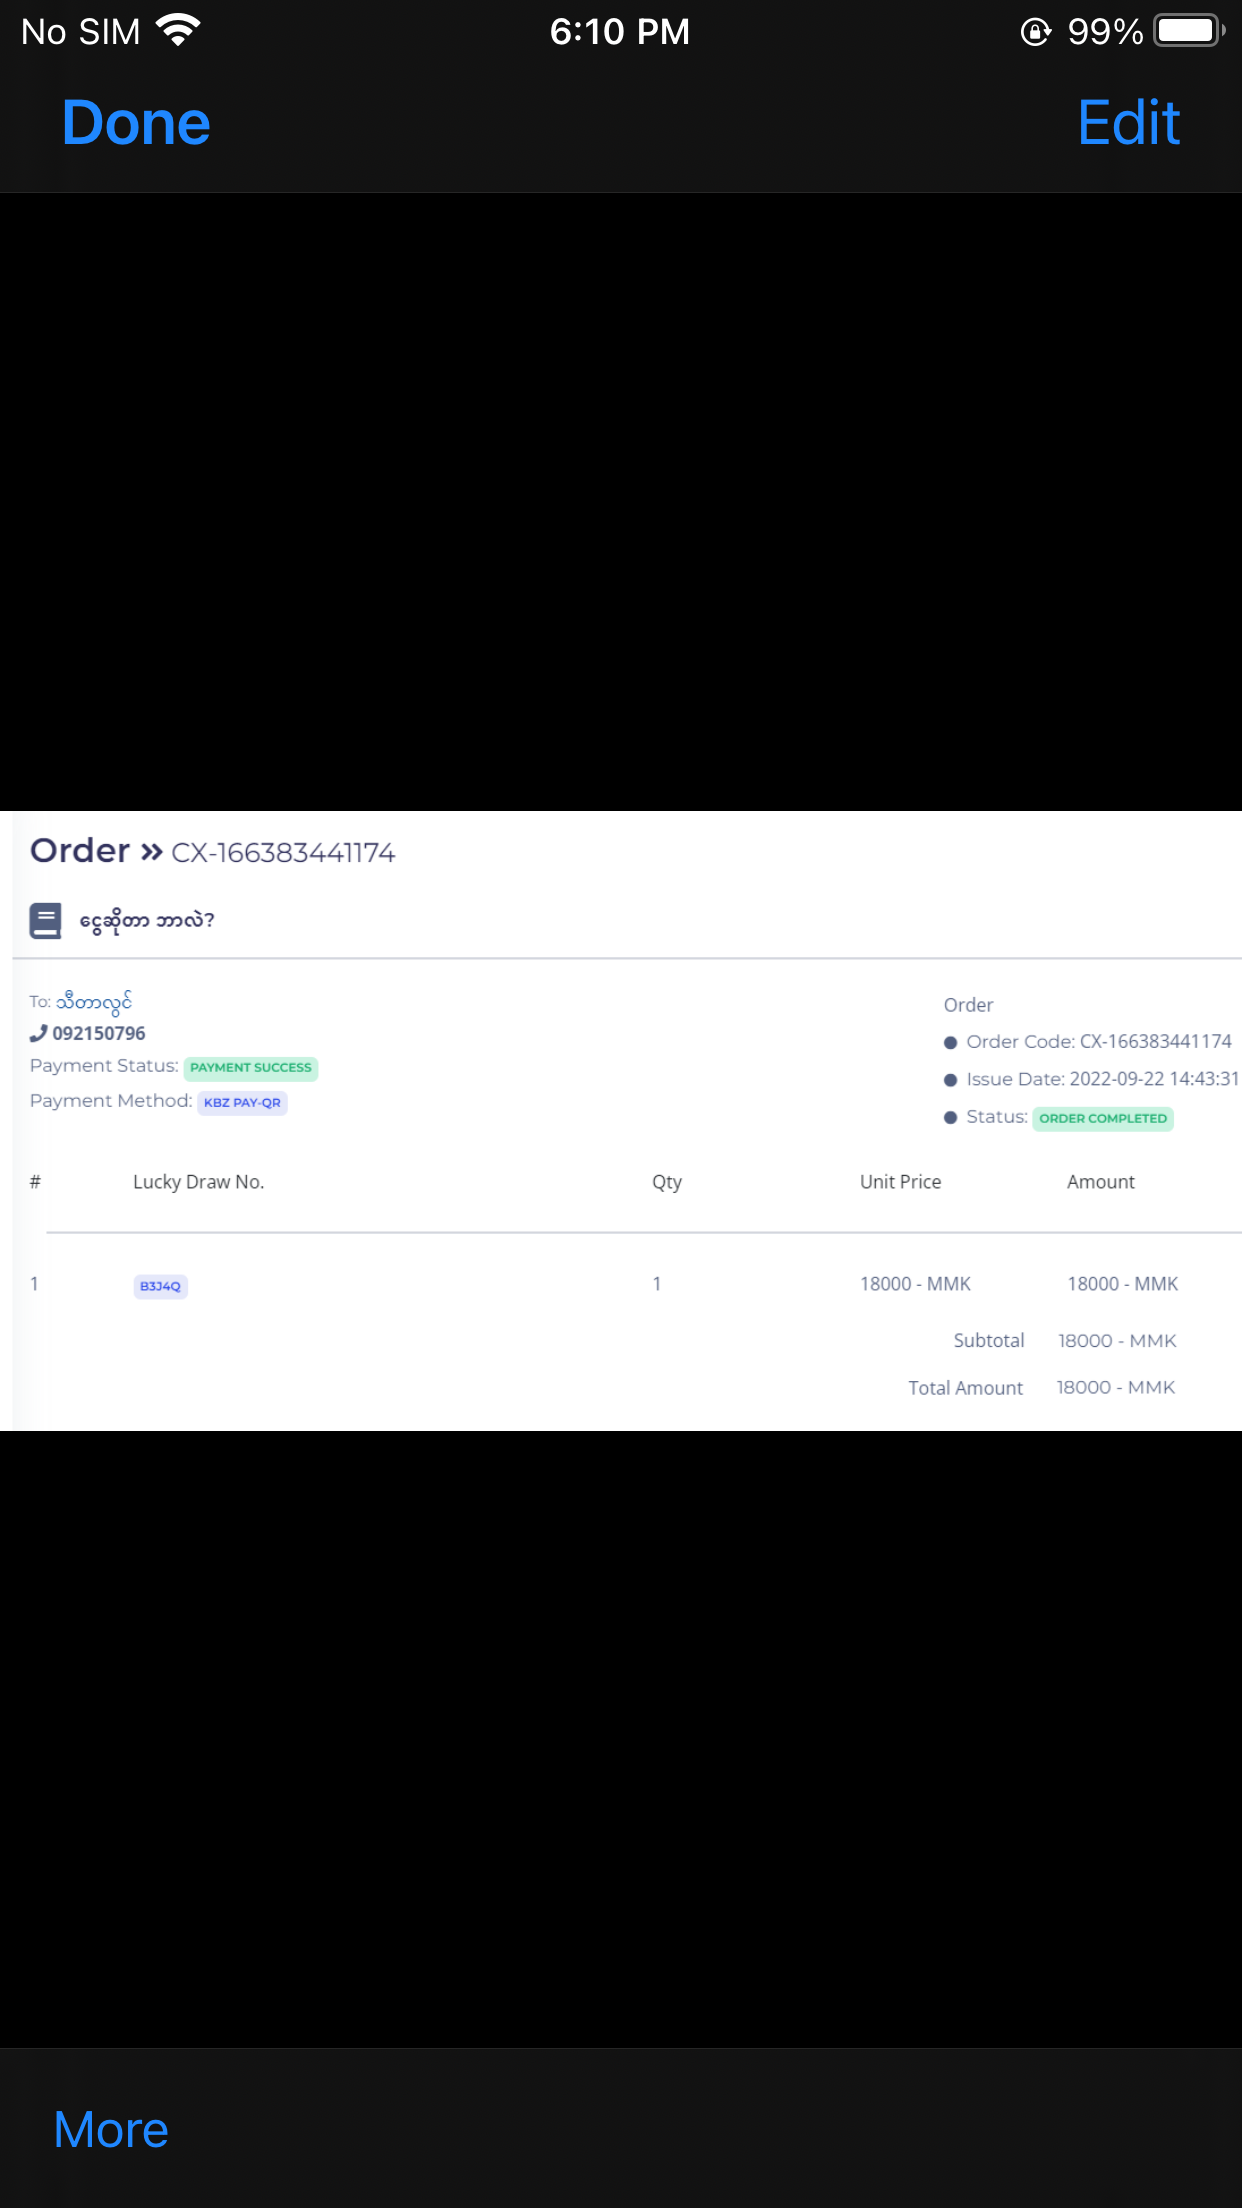 No SIM 6:10 PM 99%
Done Edit
Order » CX-166383441174
ငွေဆိုတာ ဘာလဲ?
To: သီတာလွင်
092150796
Payment Status: PAYMENT SUCCESS
Payment Method: KBZ PAY-QR
Order
Order Code: CX-166383441174
Issue Date: 2022-09-22 14:43:31
Status: ORDER COMPLETED
# Lucky Draw No. Qty Unit Price Amount
1 B3J4Q 1 18000 - MMK 18000 - MMK
Subtotal 18000 - MMK
Total Amount 18000 - MMK
More